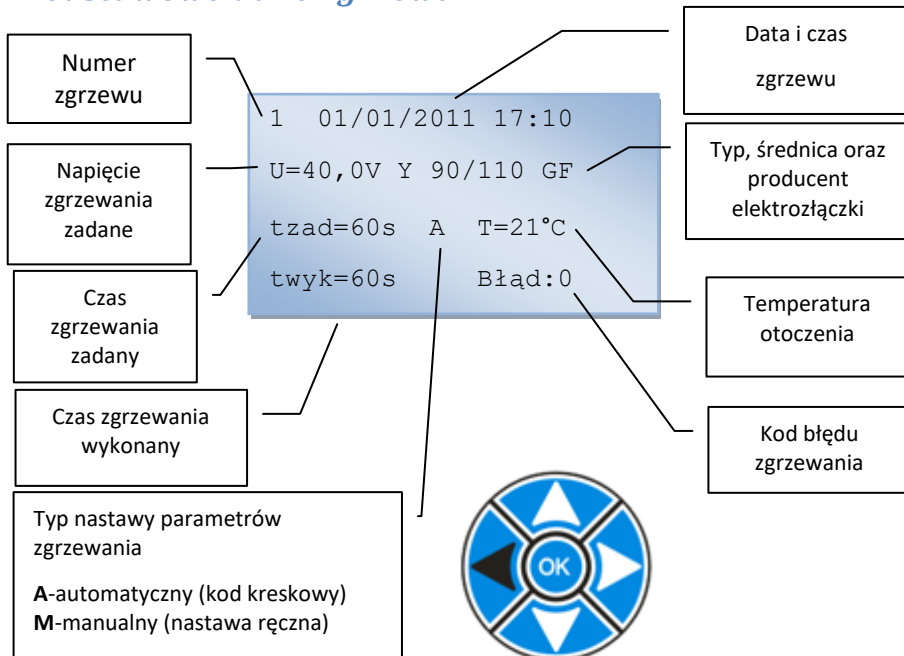 Numer
zgrzewu
Data i czas
zgrzewu
1 01/01/2011 17:10
U=40,0V Y 90/110 GF
tzad=60s A T=21°C
twyk=60s Błąd:0
Napięcie
zgrzewania
zadane
Typ, średnica oraz
producent
elektrozłączki
Czas
zgrzewania
zadany
Temperatura
otoczenia
Czas zgrzewania
wykonany
Kod błędu
zgrzewania
Typ nastawy parametrów
zgrzewania
A-automatyczny (kod kreskowy)
M-manualny (nastawa ręczna)
OK